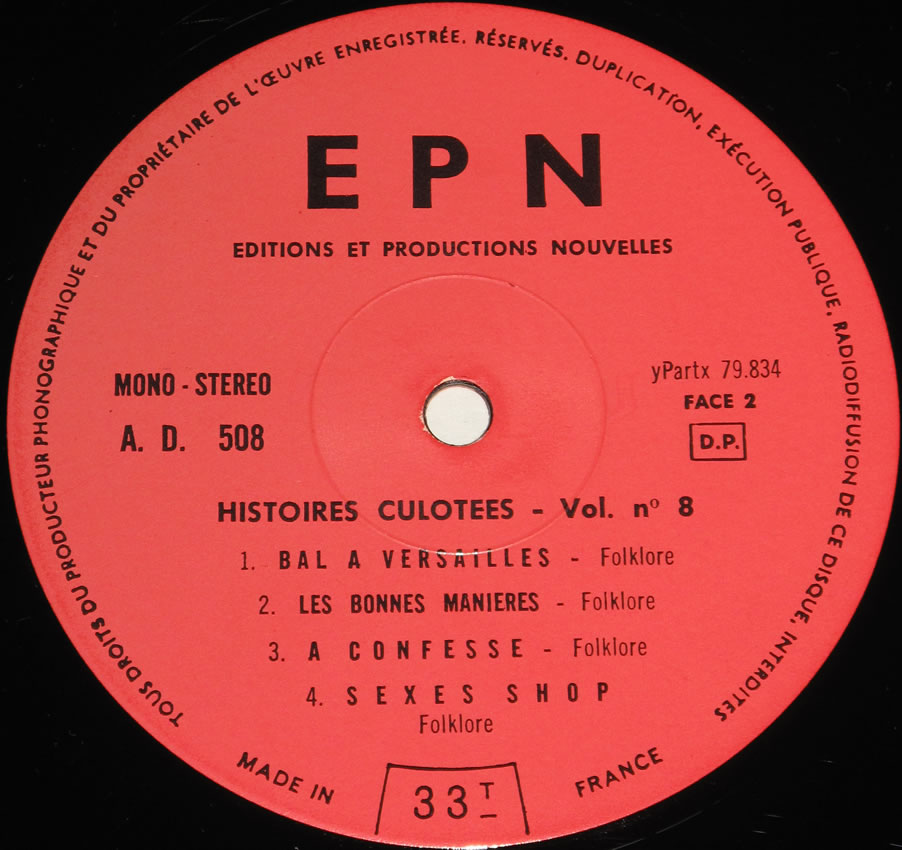 TOUS DROITS DU PRODUCTEUR PHONOGRAPHIQUE ET DU PROPRIÉTAIRE DE L'ŒUVRE ENREGISTRÉE. RÉSERVÉS. DUPLICATION, EXÉCUTION PUBLIQUE, RADIODIFFUSION DE CE DISQUE, INTERDITES
E P N
EDITIONS ET PRODUCTIONS NOUVELLES
MONO - STEREO
A. D. 508
yPartx 79.834
FACE 2
D.P.
HISTOIRES CULOTEES - Vol. nº 8
1. BAL A VERSAILLES - Folklore
2. LES BONNES MANIERES - Folklore
3. A CONFESSE - Folklore
4. SEXES SHOP
Folklore
MADE IN FRANCE
33 T